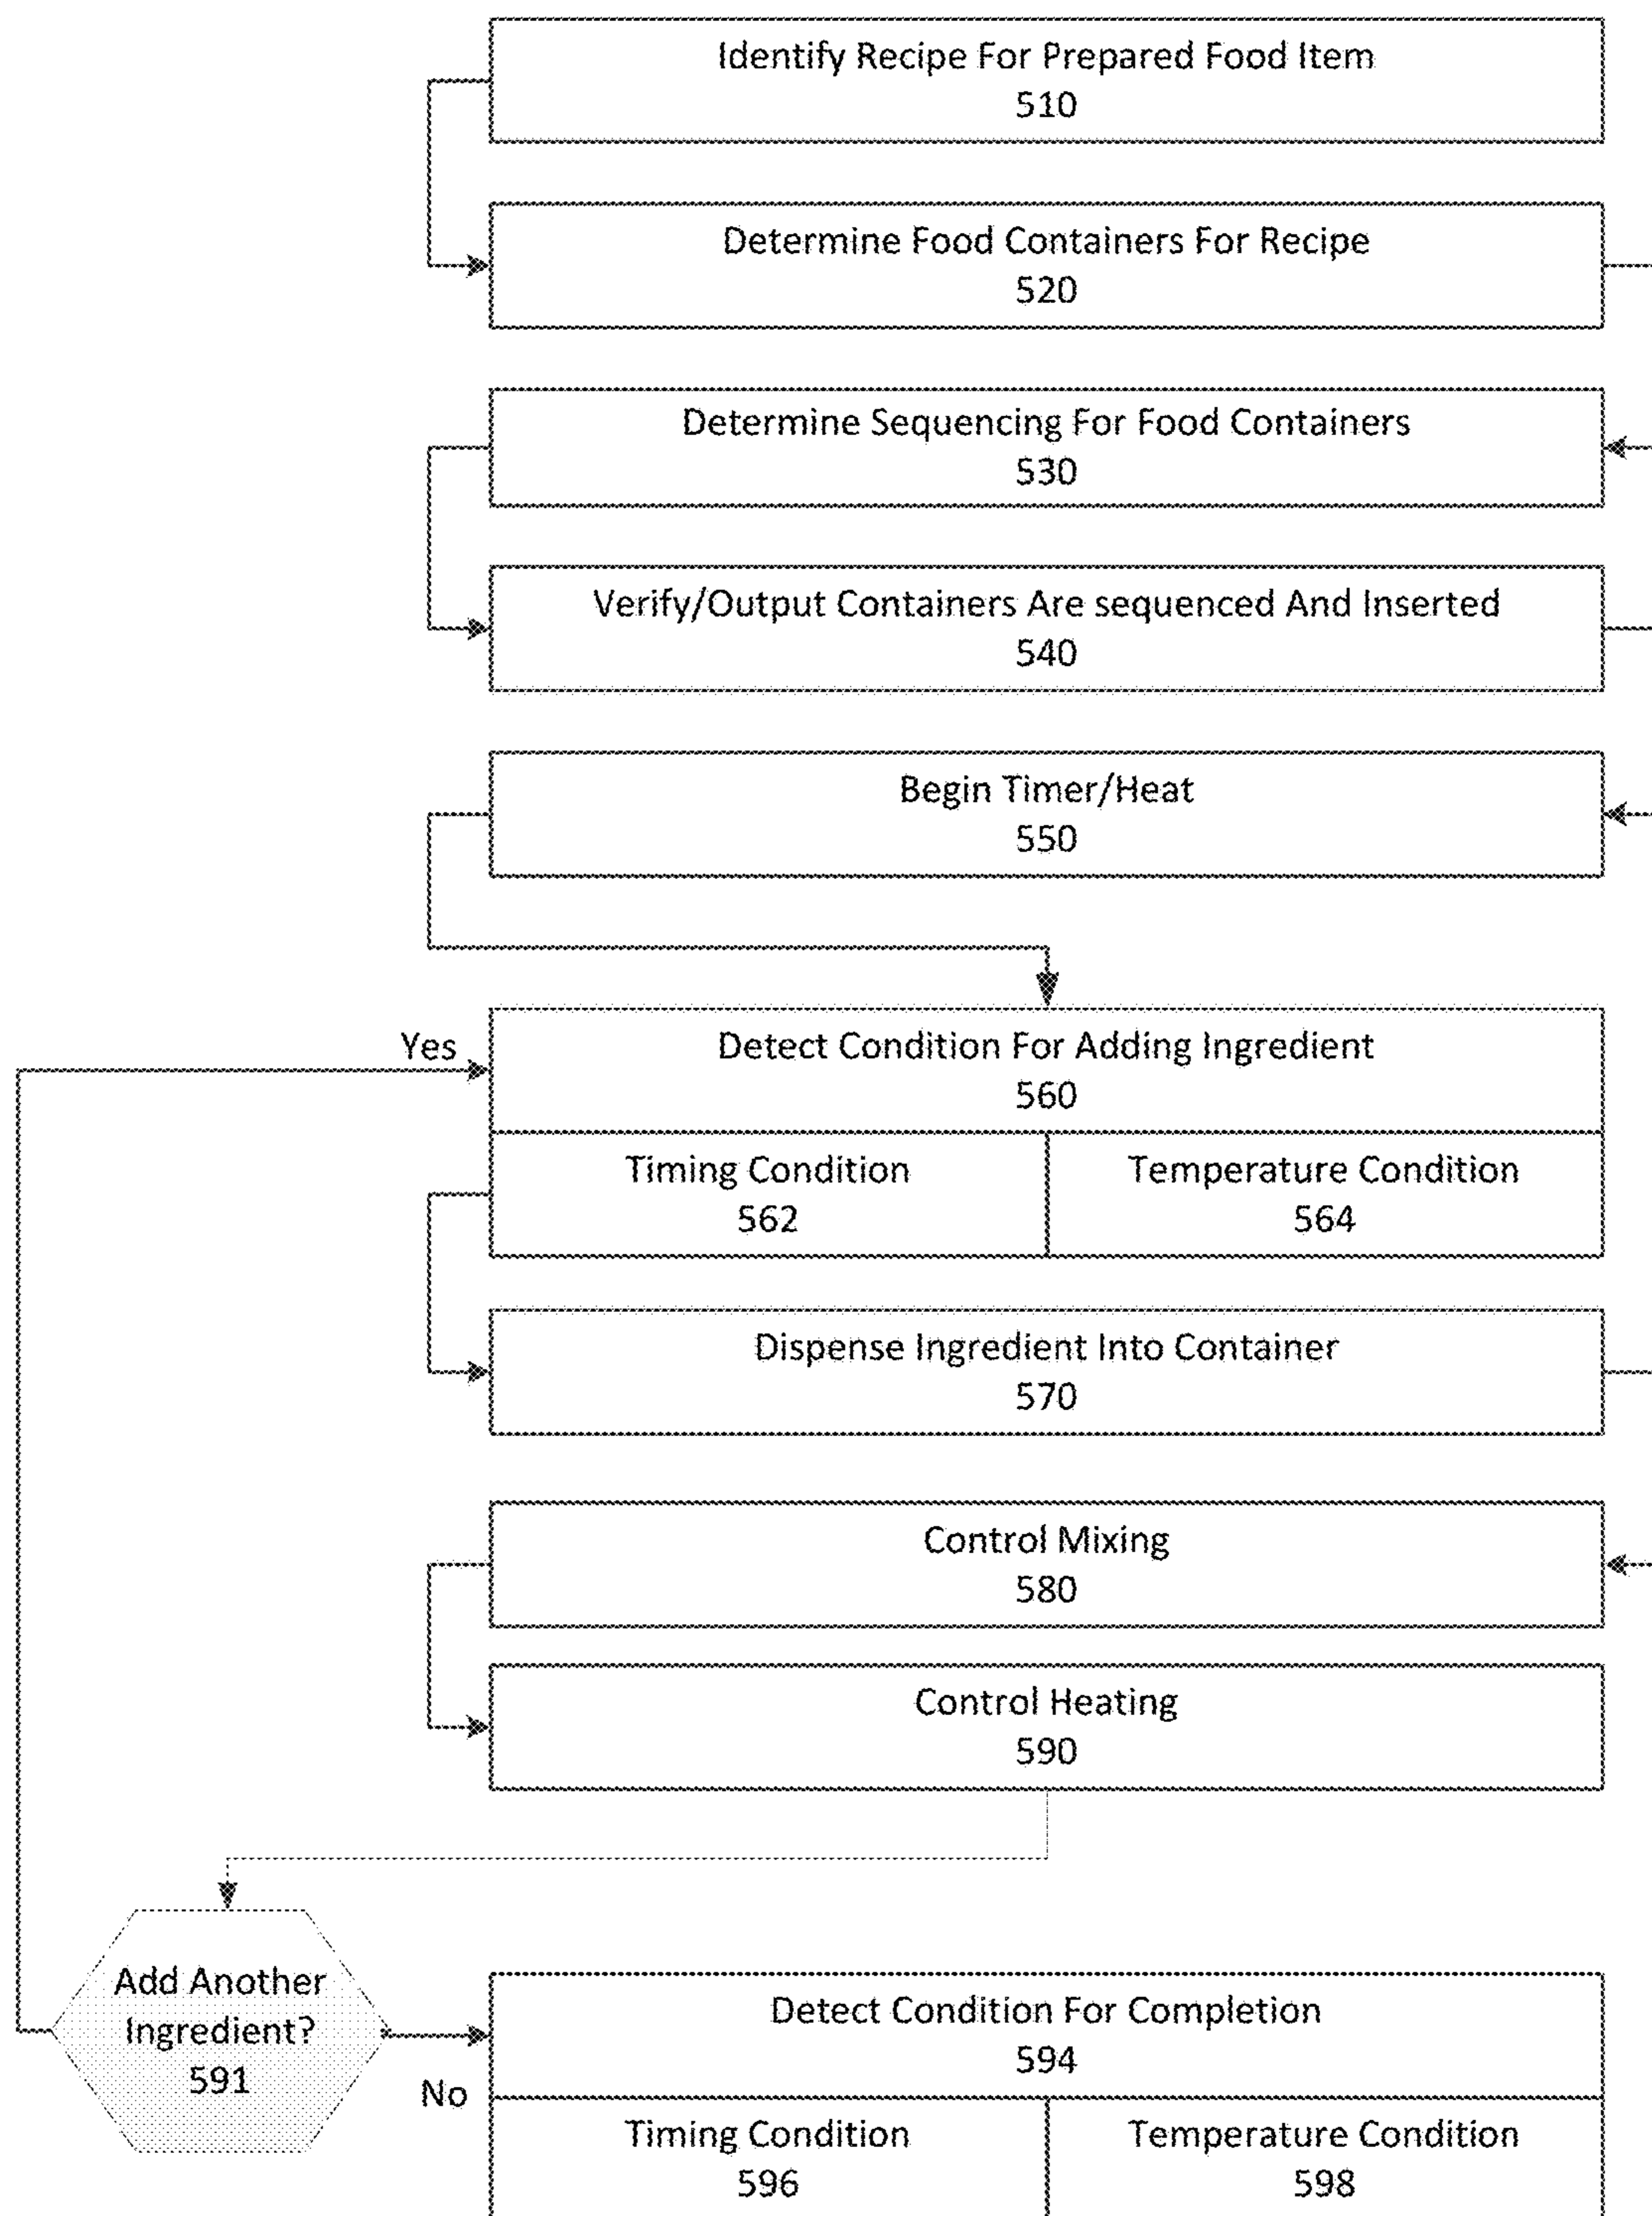 Identify Recipe For Prepared Food Item
510
Determine Food Containers For Recipe
520
Determine Sequencing For Food Containers
530
Verify/Output Containers Are sequenced And Inserted
540
Begin Timer/Heat
550
Yes
Detect Condition For Adding Ingredient
560
Timing Condition
562
Temperature Condition
564
Dispense Ingredient Into Container
570
Control Mixing
580
Control Heating
590
Add Another
Ingredient?
591
No
Detect Condition For Completion
594
Timing Condition
596
Temperature Condition
598